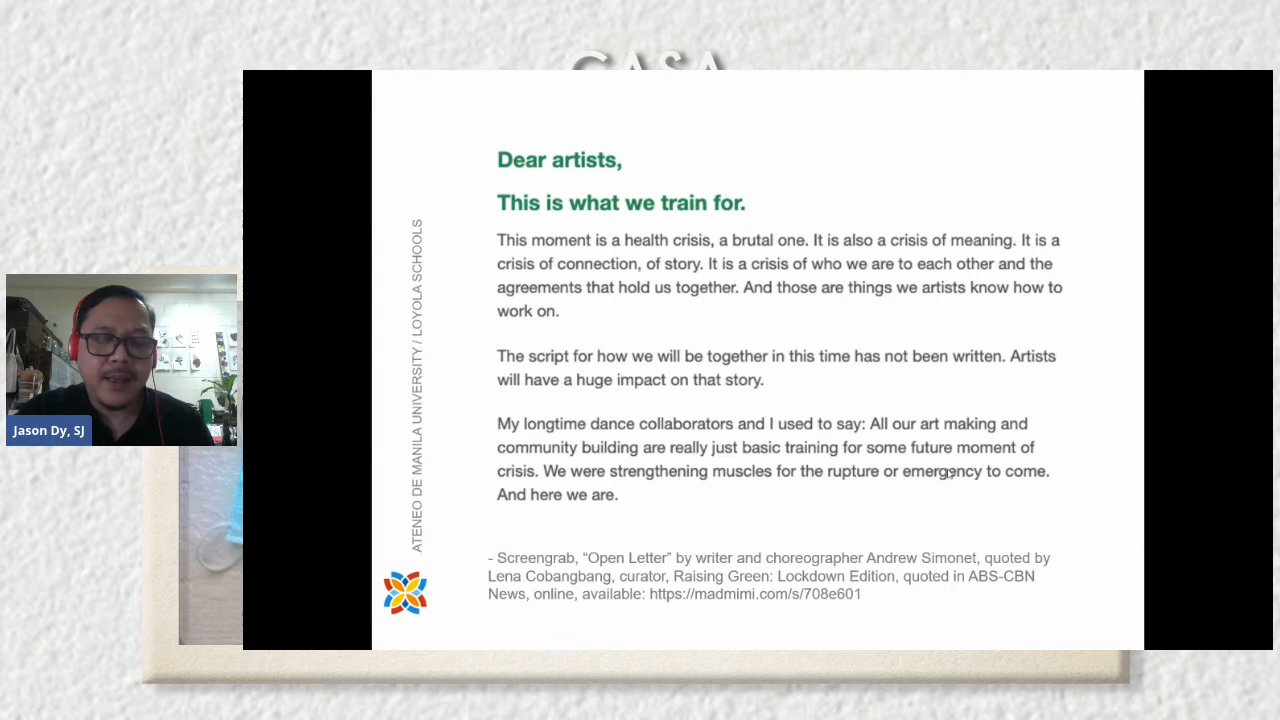 Dear artists,
This is what we train for.
This moment is a health crisis, a brutal one. It is also a crisis of meaning. It is a
crisis of connection, of story. It is a crisis of who we are to each other and the
agreements that hold us together. And those are things we artists know how to
work on.
The script for how we will be together in this time has not been written. Artists
will have a huge impact on that story.
My longtime dance collaborators and I used to say: All our art making and
community building are really just basic training for some future moment of
crisis. We were strengthening muscles for the rupture or emergency to come.
And here we are.
- Screengrab, “Open Letter” by writer and choreographer Andrew Simonet, quoted by
Lena Cobangbang, curator, Raising Green: Lockdown Edition, quoted in ABS-CBN
News, online, available: https://madmimi.com/s/708e601
ATENEO DE MANILA UNIVERSITY / LOYOLA SCHOOLS
Jason Dy, SJ